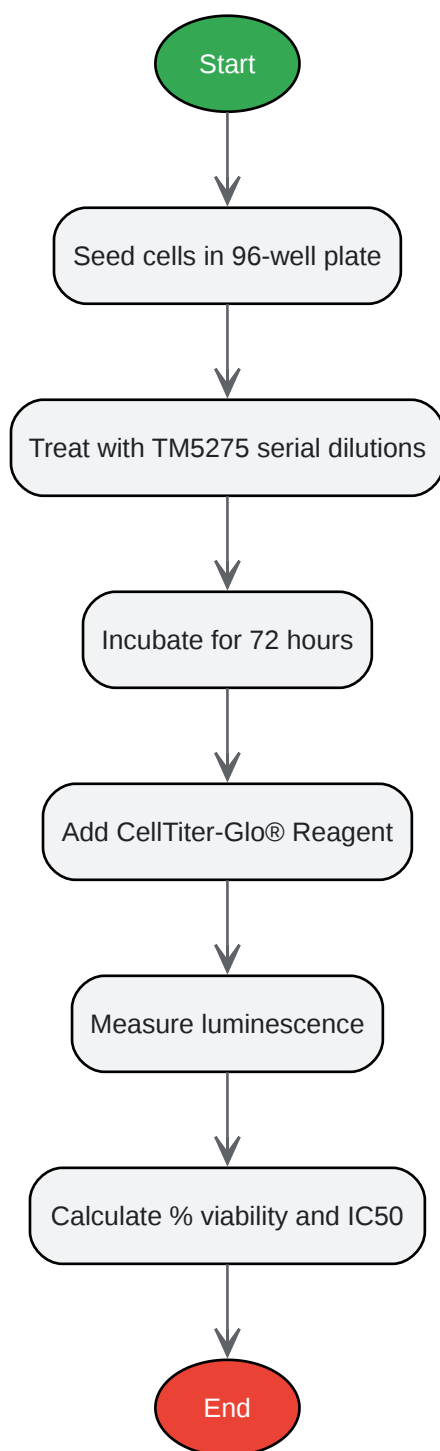 Start
Seed cells in 96-well plate
Treat with TM5275 serial dilutions
Incubate for 72 hours
Add CellTiter-Glo® Reagent
Measure luminescence
Calculate % viability and IC50
End